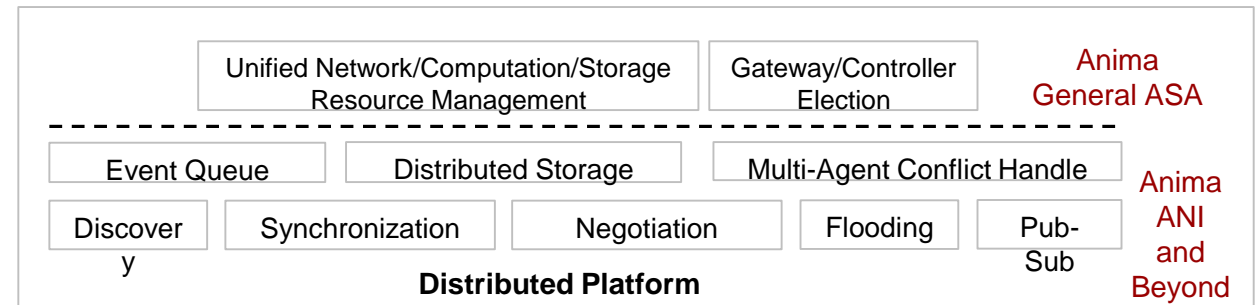 Unified Network/Computation/Storage
Resource Management
Gateway/Controller
Election
Anima
General ASA
Event Queue
Distributed Storage
Multi-Agent Conflict Handle
Discover
y
Synchronization
Negotiation
Flooding
Pub-
Sub
Anima
ANI
and
Beyond
Distributed Platform